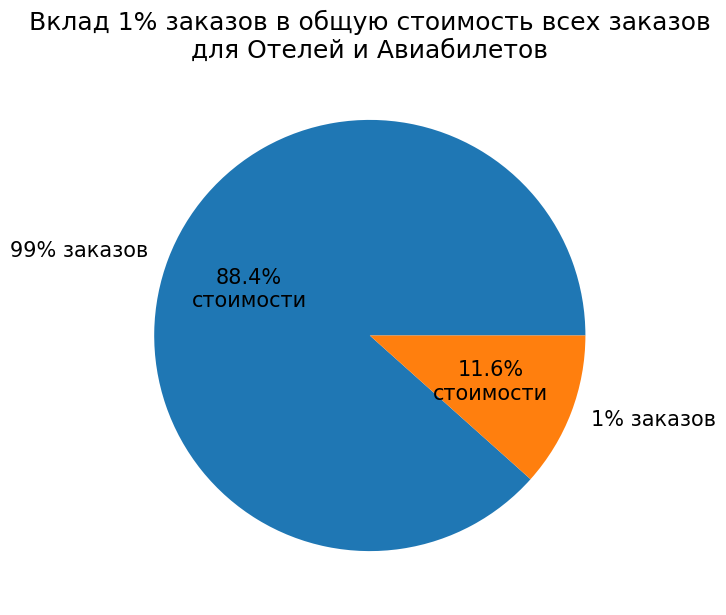 Вклад 1% заказов в общую стоимость всех заказов
для Отелей и Авиабилетов
99% заказов
88.4%
стоимости
11.6%
стоимости
1% заказов